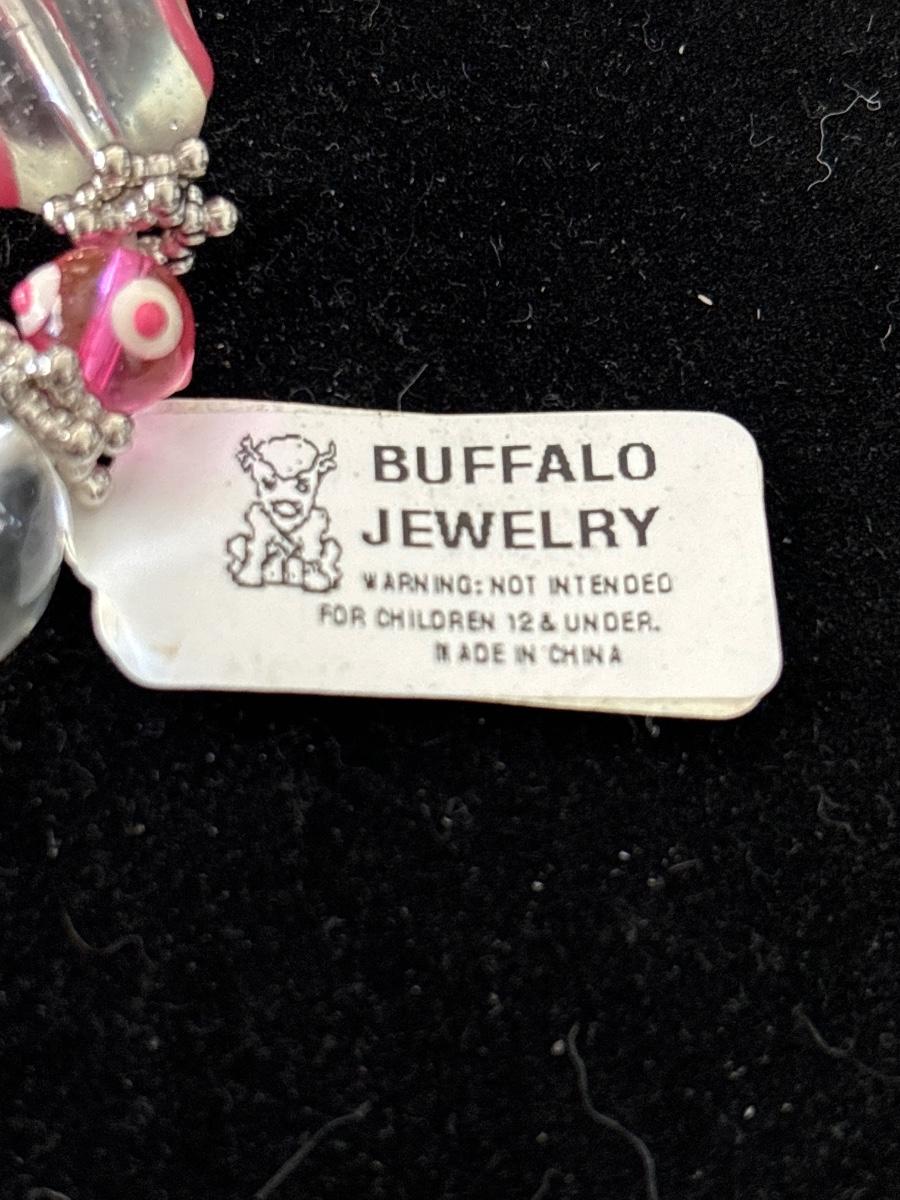 BUFFALO
JEWELRY
WARNING: NOT INTENDED
FOR CHILDREN 12 & UNDER.
MADE IN CHINA